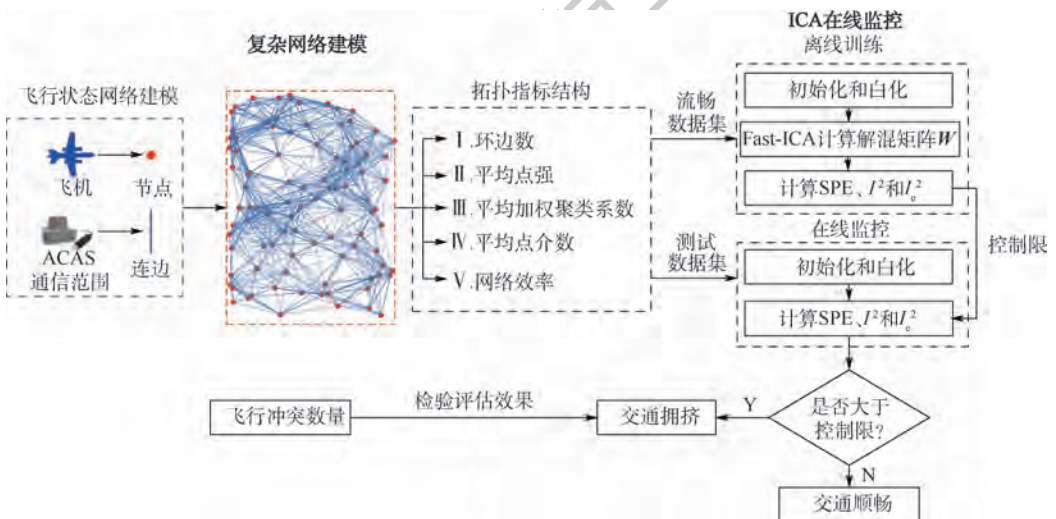 复杂网络建模
ICA在线监控
离线训练
飞行状态网络建模
飞机
节点
ACAS
通信范围
连边
拓扑指标结构
Ⅰ.环边数
Ⅱ.平均点强
Ⅲ.平均加权聚类系数
Ⅳ.平均点介数
Ⅴ.网络效率
流畅
数据集
测试
数据集
初始化和白化
Fast-ICA计算解混矩阵W
计算SPE、I²和Iₑ²
在线监控
控制限
初始化和白化
计算SPE、I²和Iₑ²
是否大于
控制限?
Y
N
飞行冲突数量
检验评估效果
交通拥挤
交通顺畅